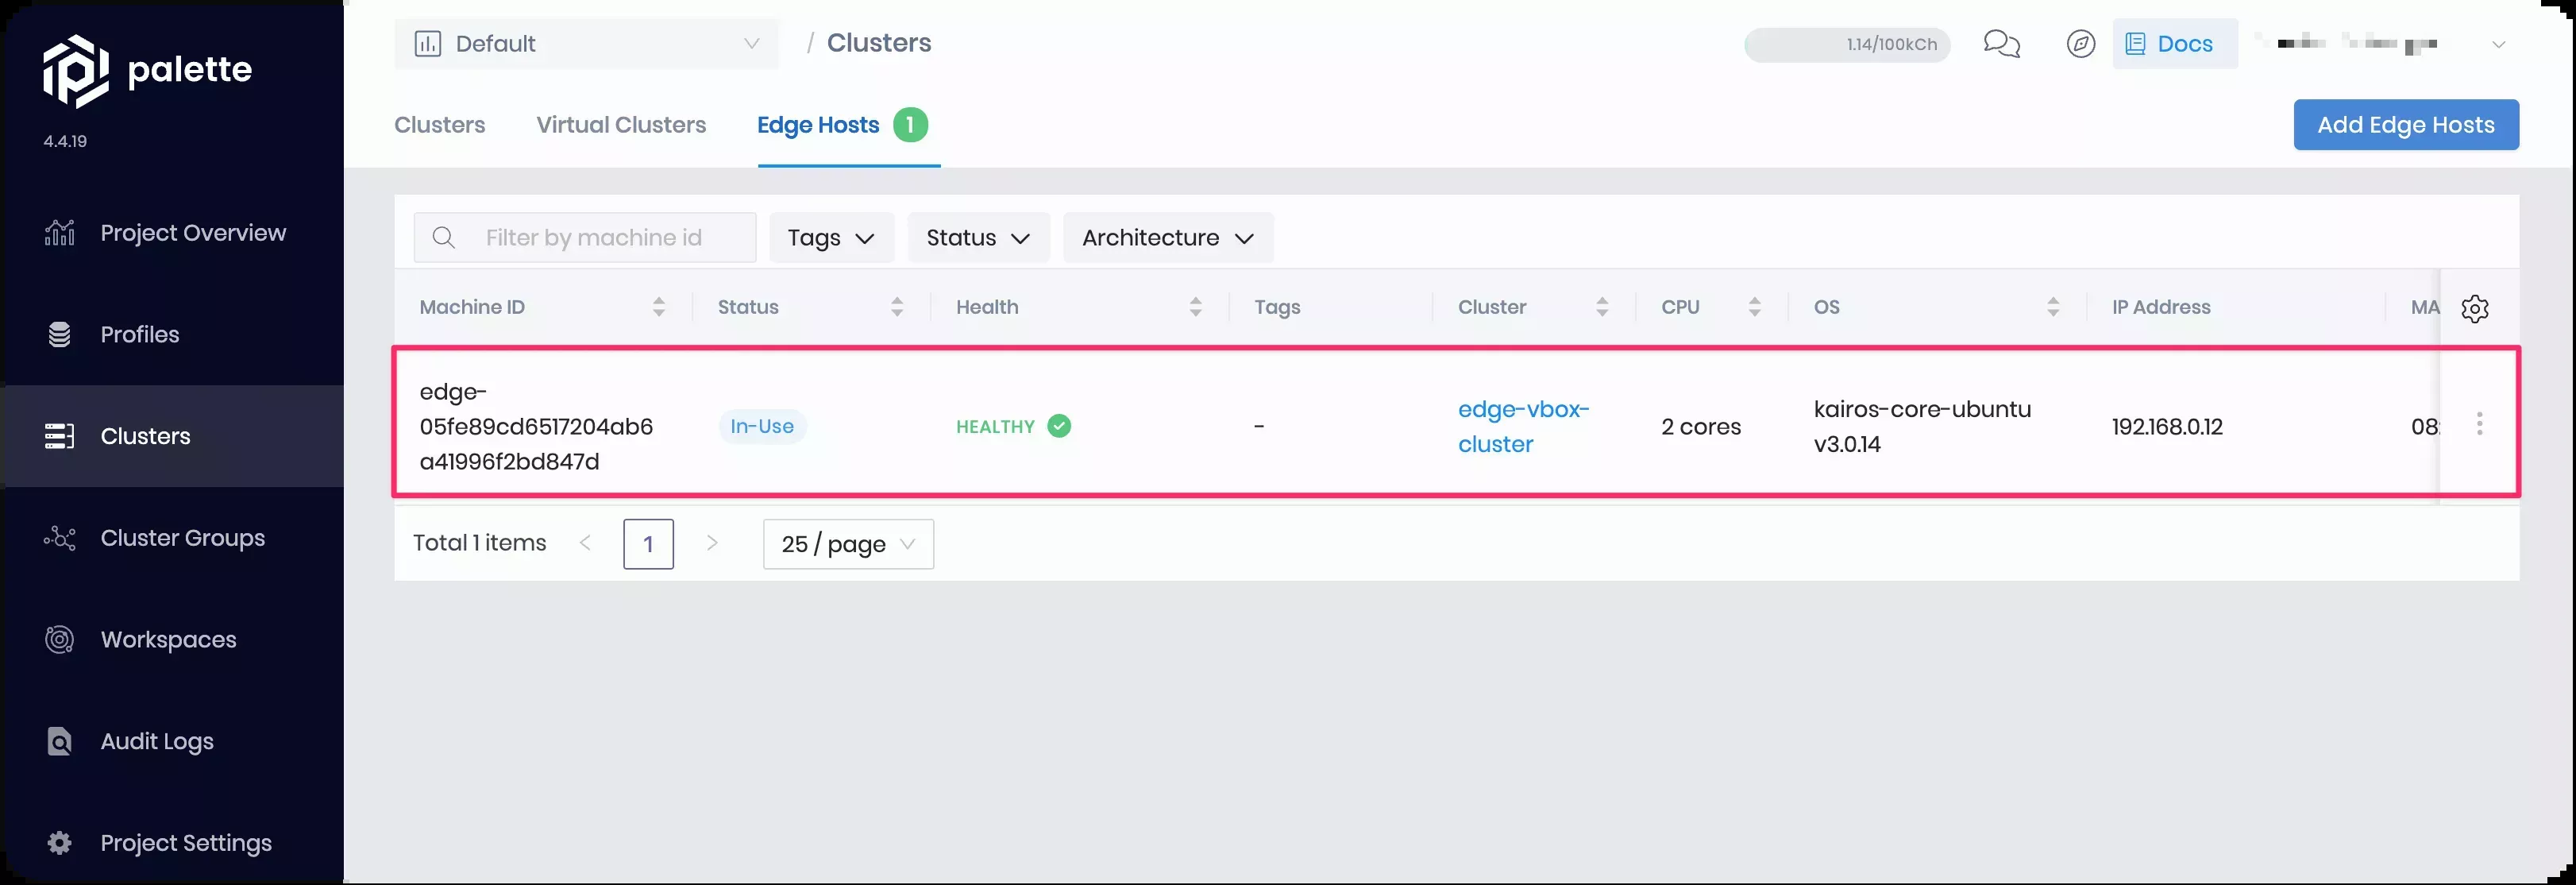 palette
4.4.19
Project Overview
Profiles
Clusters
Cluster Groups
Workspaces
Audit Logs
Project Settings
Default / Clusters 1.14/100kCh Docs
Clusters Virtual Clusters Edge Hosts 1 Add Edge Hosts
Filter by machine id Tags Status Architecture
Machine ID Status Health Tags Cluster CPU OS IP Address MA
edge-
05fe89cd6517204ab6
a41996f2bd847d
In-Use
HEALTHY
-
edge-vbox-
cluster
2 cores
kairos-core-ubuntu
v3.0.14
192.168.0.12
08:
Total 1 items < 1 > 25 / page